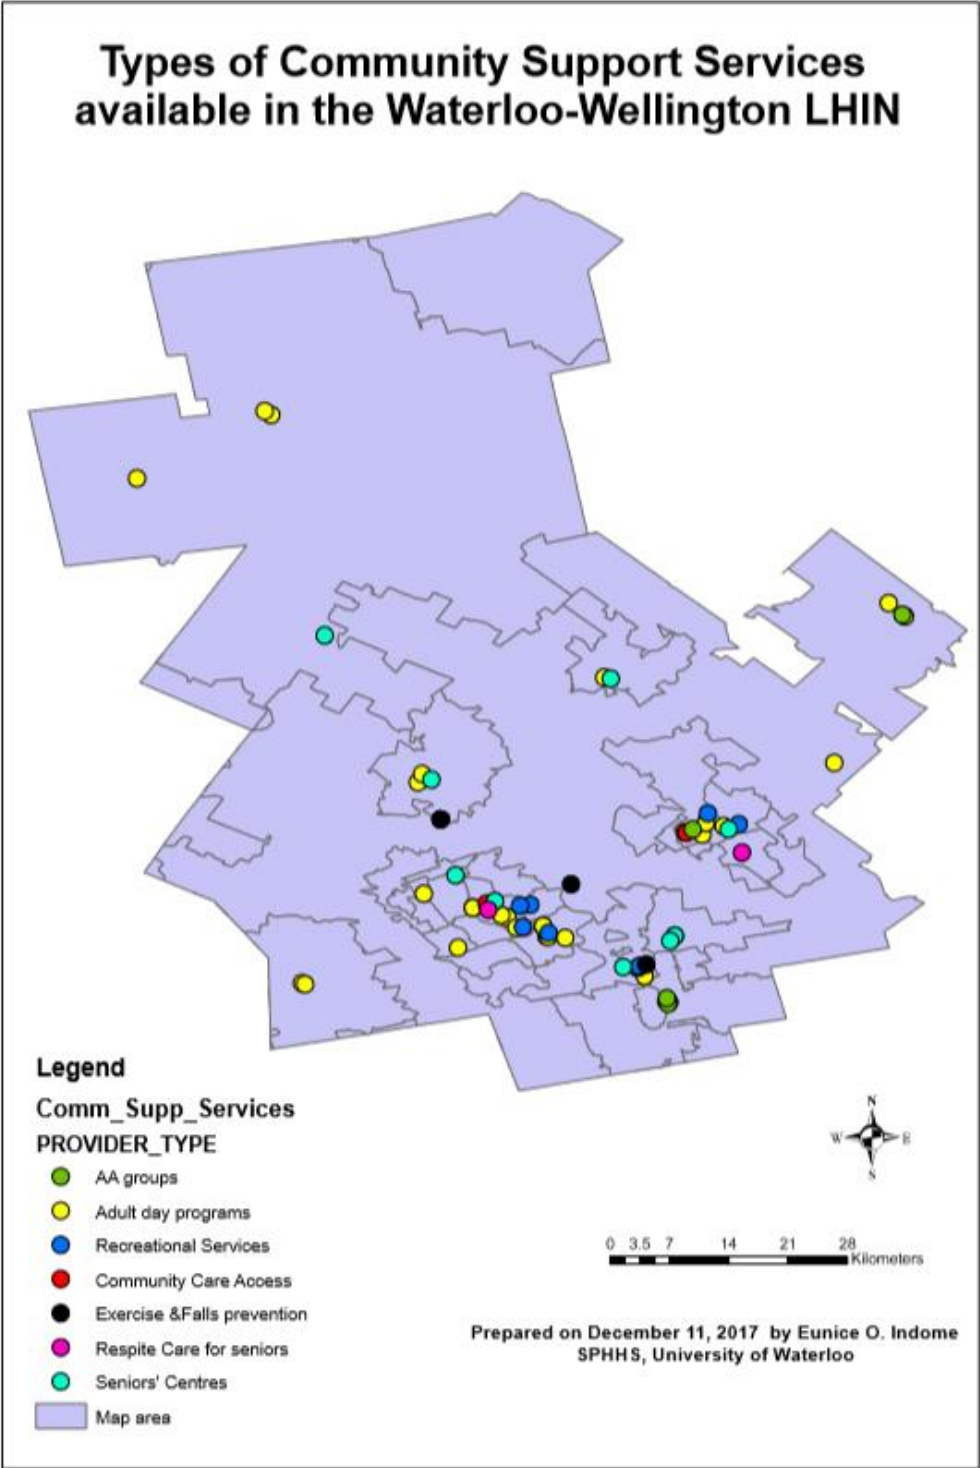 Types of Community Support Services
available in the Waterloo-Wellington LHIN
Legend
Comm_Supp_Services
PROVIDER_TYPE
AA groups
Adult day programs
Recreational Services
Community Care Access
Exercise &Falls prevention
Respite Care for seniors
Seniors' Centres
Map area
N
W E
S
0 3.5 7 14 21 28
Kilometers
Prepared on December 11, 2017 by Eunice O. Indome
SPHHS, University of Waterloo